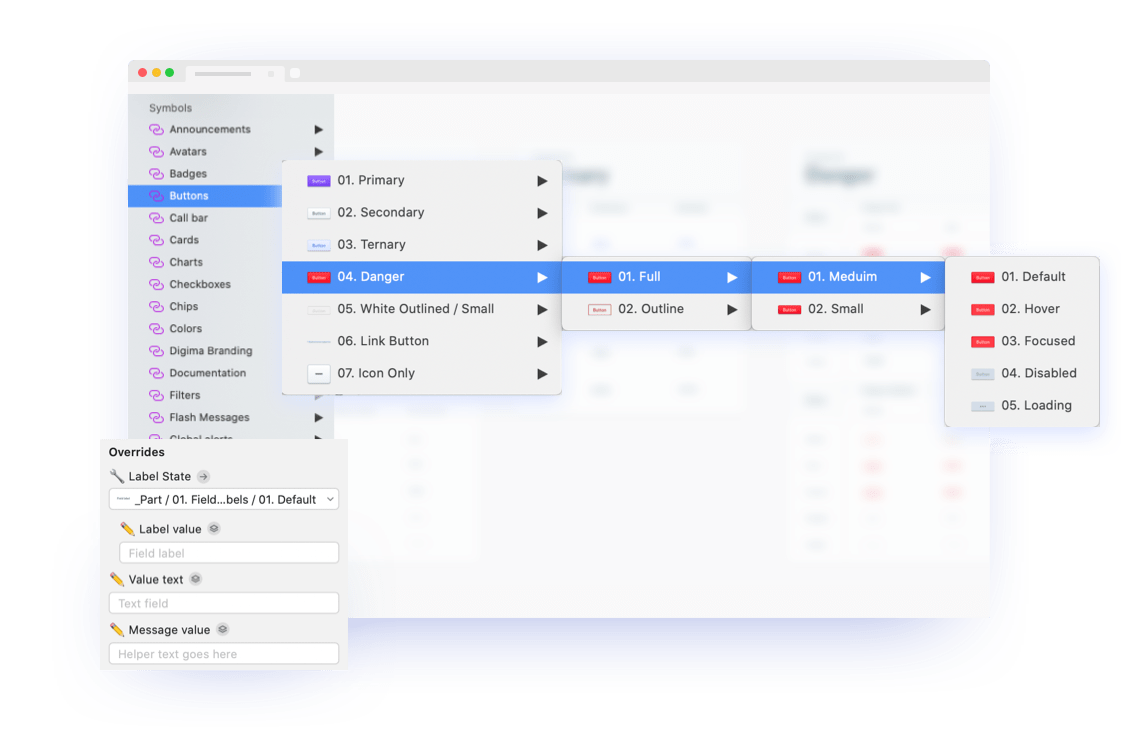 Symbols
Announcements
Avatars
Badges
Buttons
Call bar
Cards
Charts
Checkboxes
Chips
Colors
Digima Branding
Documentation
Filters
Flash Messages
Global alerts
01. Primary
02. Secondary
03. Ternary
04. Danger
05. White Outlined / Small
06. Link Button
07. Icon Only
01. Full
02. Outline
01. Meduim
02. Small
01. Default
02. Hover
03. Focused
04. Disabled
05. Loading
Danger
Overrides
Label State
_Part / 01. Field...bels / 01. Default
Label value
Field label
Value text
Text field
Message value
Helper text goes here